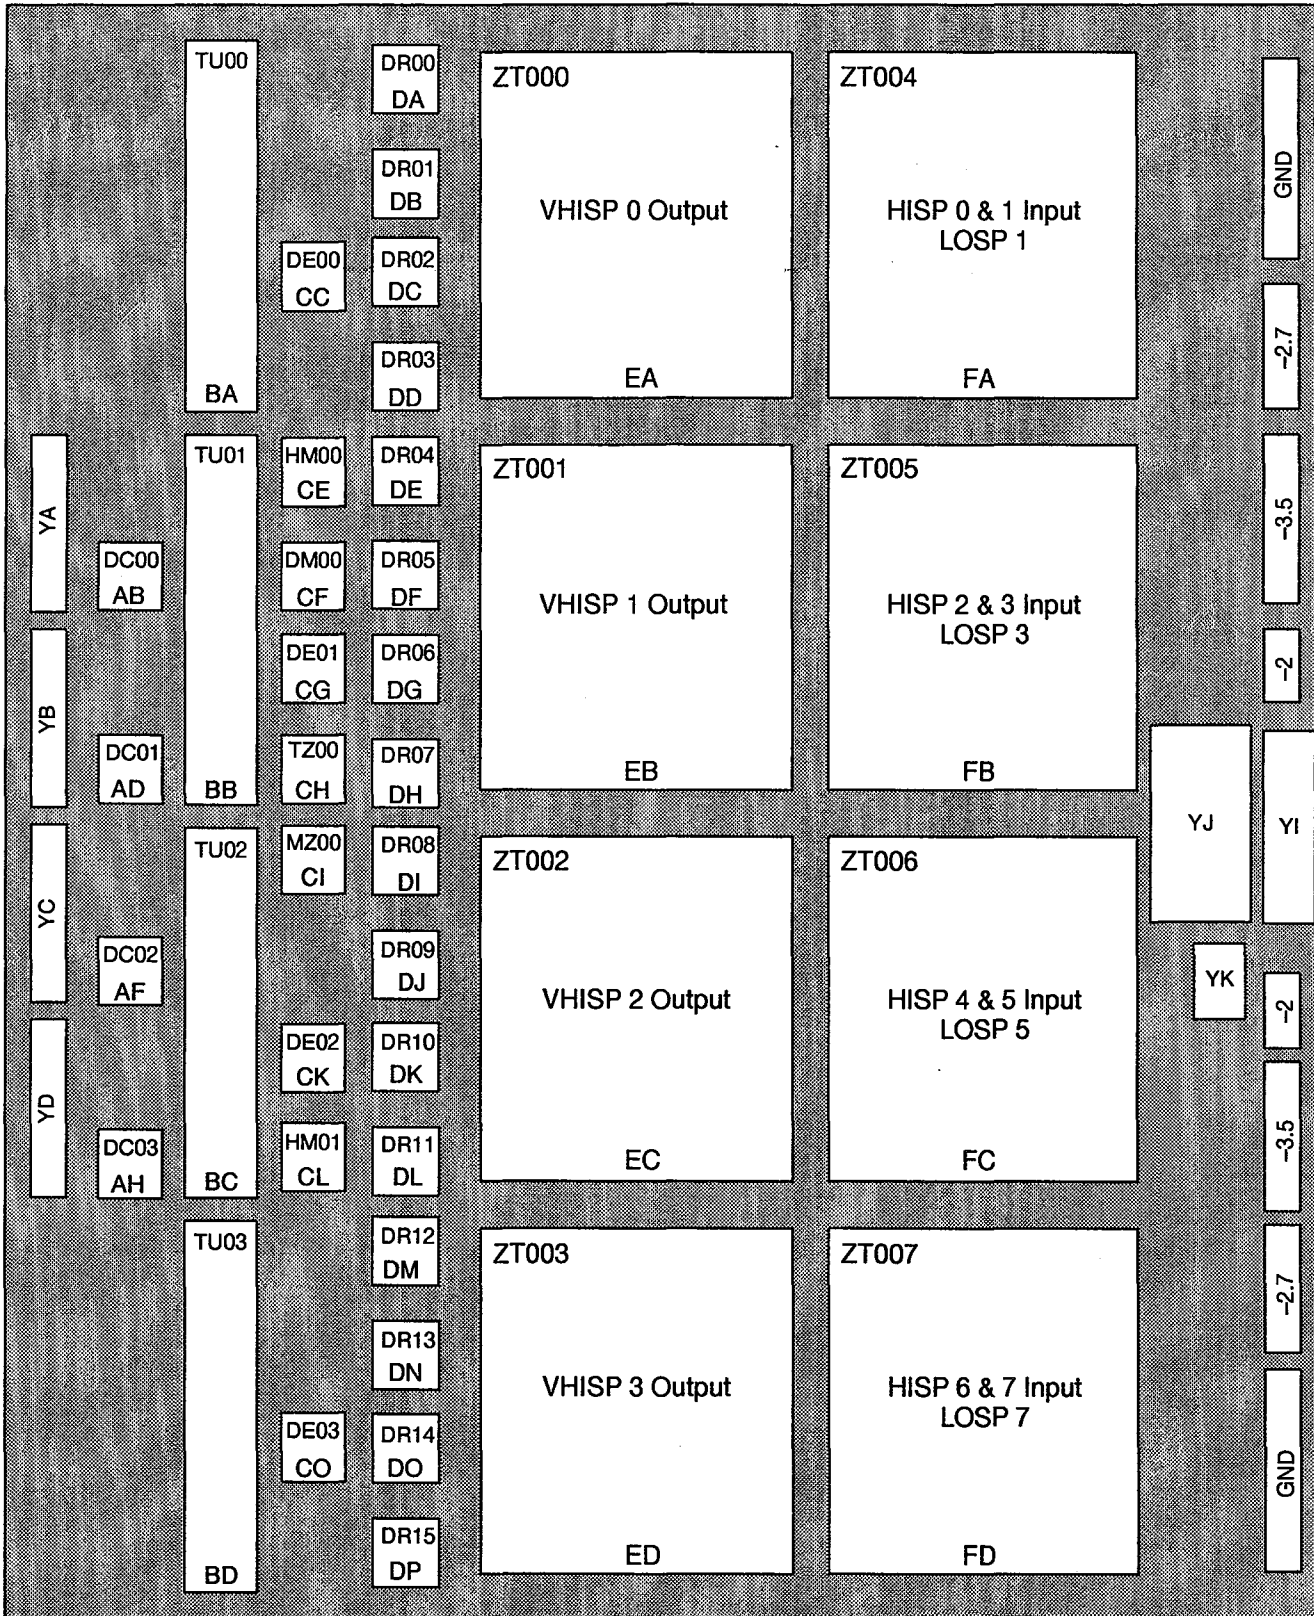 YA
YB
YC
YD
DC00
AB
DC01
AD
DC02
AF
DC03
AH
TU00
BA
TU01
BB
TU02
BC
TU03
BD
DE00
CC
HM00
CE
DM00
CF
DE01
CG
TZ00
CH
MZ00
CI
DE02
CK
HM01
CL
DE03
CO
DR00
DA
DR01
DB
DR02
DC
DR03
DD
DR04
DE
DR05
DF
DR06
DG
DR07
DH
DR08
DI
DR09
DJ
DR10
DK
DR11
DL
DR12
DM
DR13
DN
DR14
DO
DR15
DP
ZT000
VHISP 0 Output
EA
ZT001
VHISP 1 Output
EB
ZT002
VHISP 2 Output
EC
ZT003
VHISP 3 Output
ED
ZT004
HISP 0 & 1 Input
LOSP 1
FA
ZT005
HISP 2 & 3 Input
LOSP 3
FB
ZT006
HISP 4 & 5 Input
LOSP 5
FC
ZT007
HISP 6 & 7 Input
LOSP 7
FD
YJ
YK
GND
–2.7
–3.5
–2
YI
–2
–3.5
–2.7
GND